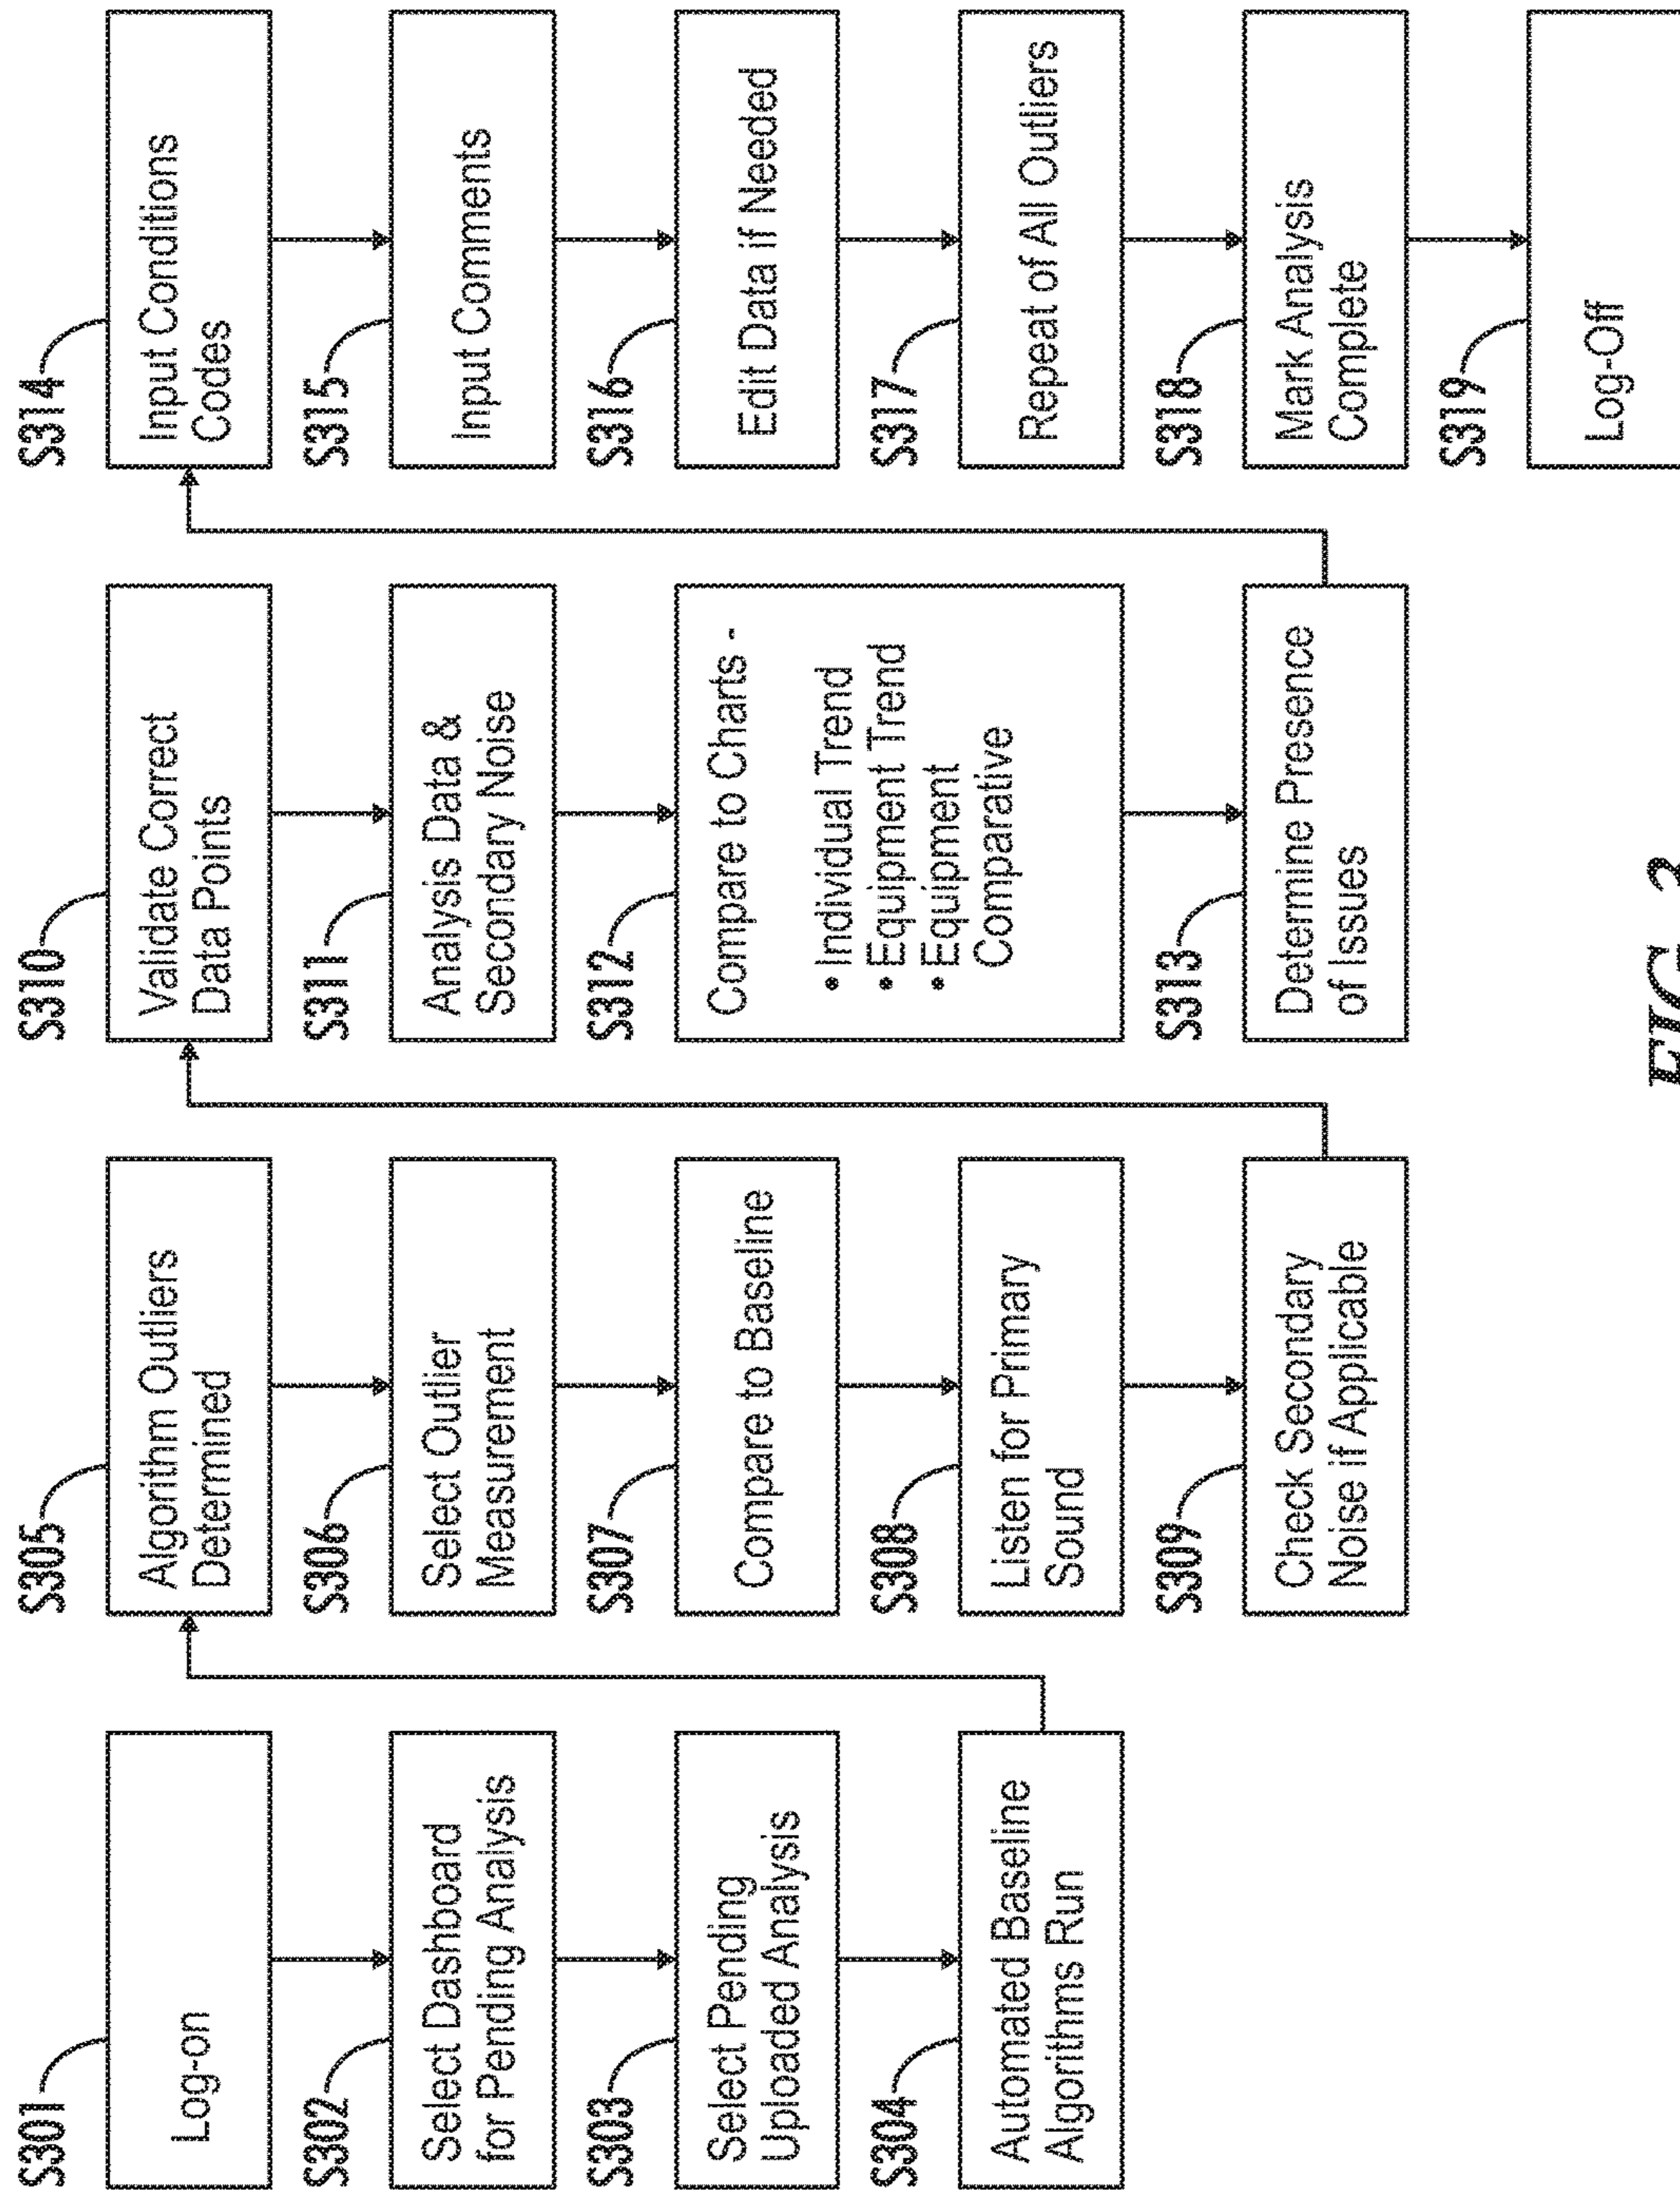 S301
Log-on
S302
Select Dashboard
for Pending Analysis
S303
Select Pending
Uploaded Analysis
S304
Automated Baseline
Algorithms Run
S305
Algorithm Outliers
Determined
S306
Select Outlier
Measurement
S307
Compare to Baseline
S308
Listen for Primary
Sound
S309
Check Secondary
Noise if Applicable
S310
Validate Correct
Data Points
S311
Analysis Data &
Secondary Noise
S312
Compare to Charts -
• Individual Trend
• Equipment Trend
• Equipment
Comparative
S313
Determine Presence
of Issues
S314
Input Conditions
Codes
S315
Input Comments
S316
Edit Data if Needed
S317
Repeat of All Outliers
S318
Mark Analysis
Complete
S319
Log-Off
FIG. 3